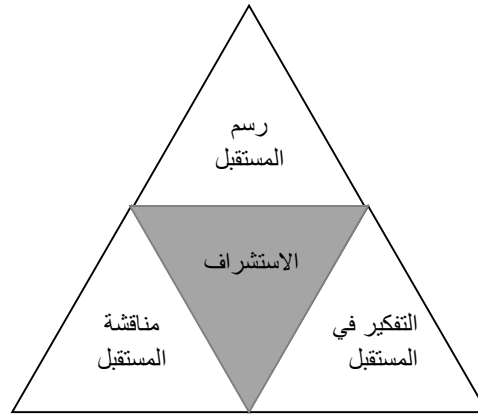 رسم
المستقبل
الاستشراف
التفكير في
المستقبل
مناقشة
المستقبل